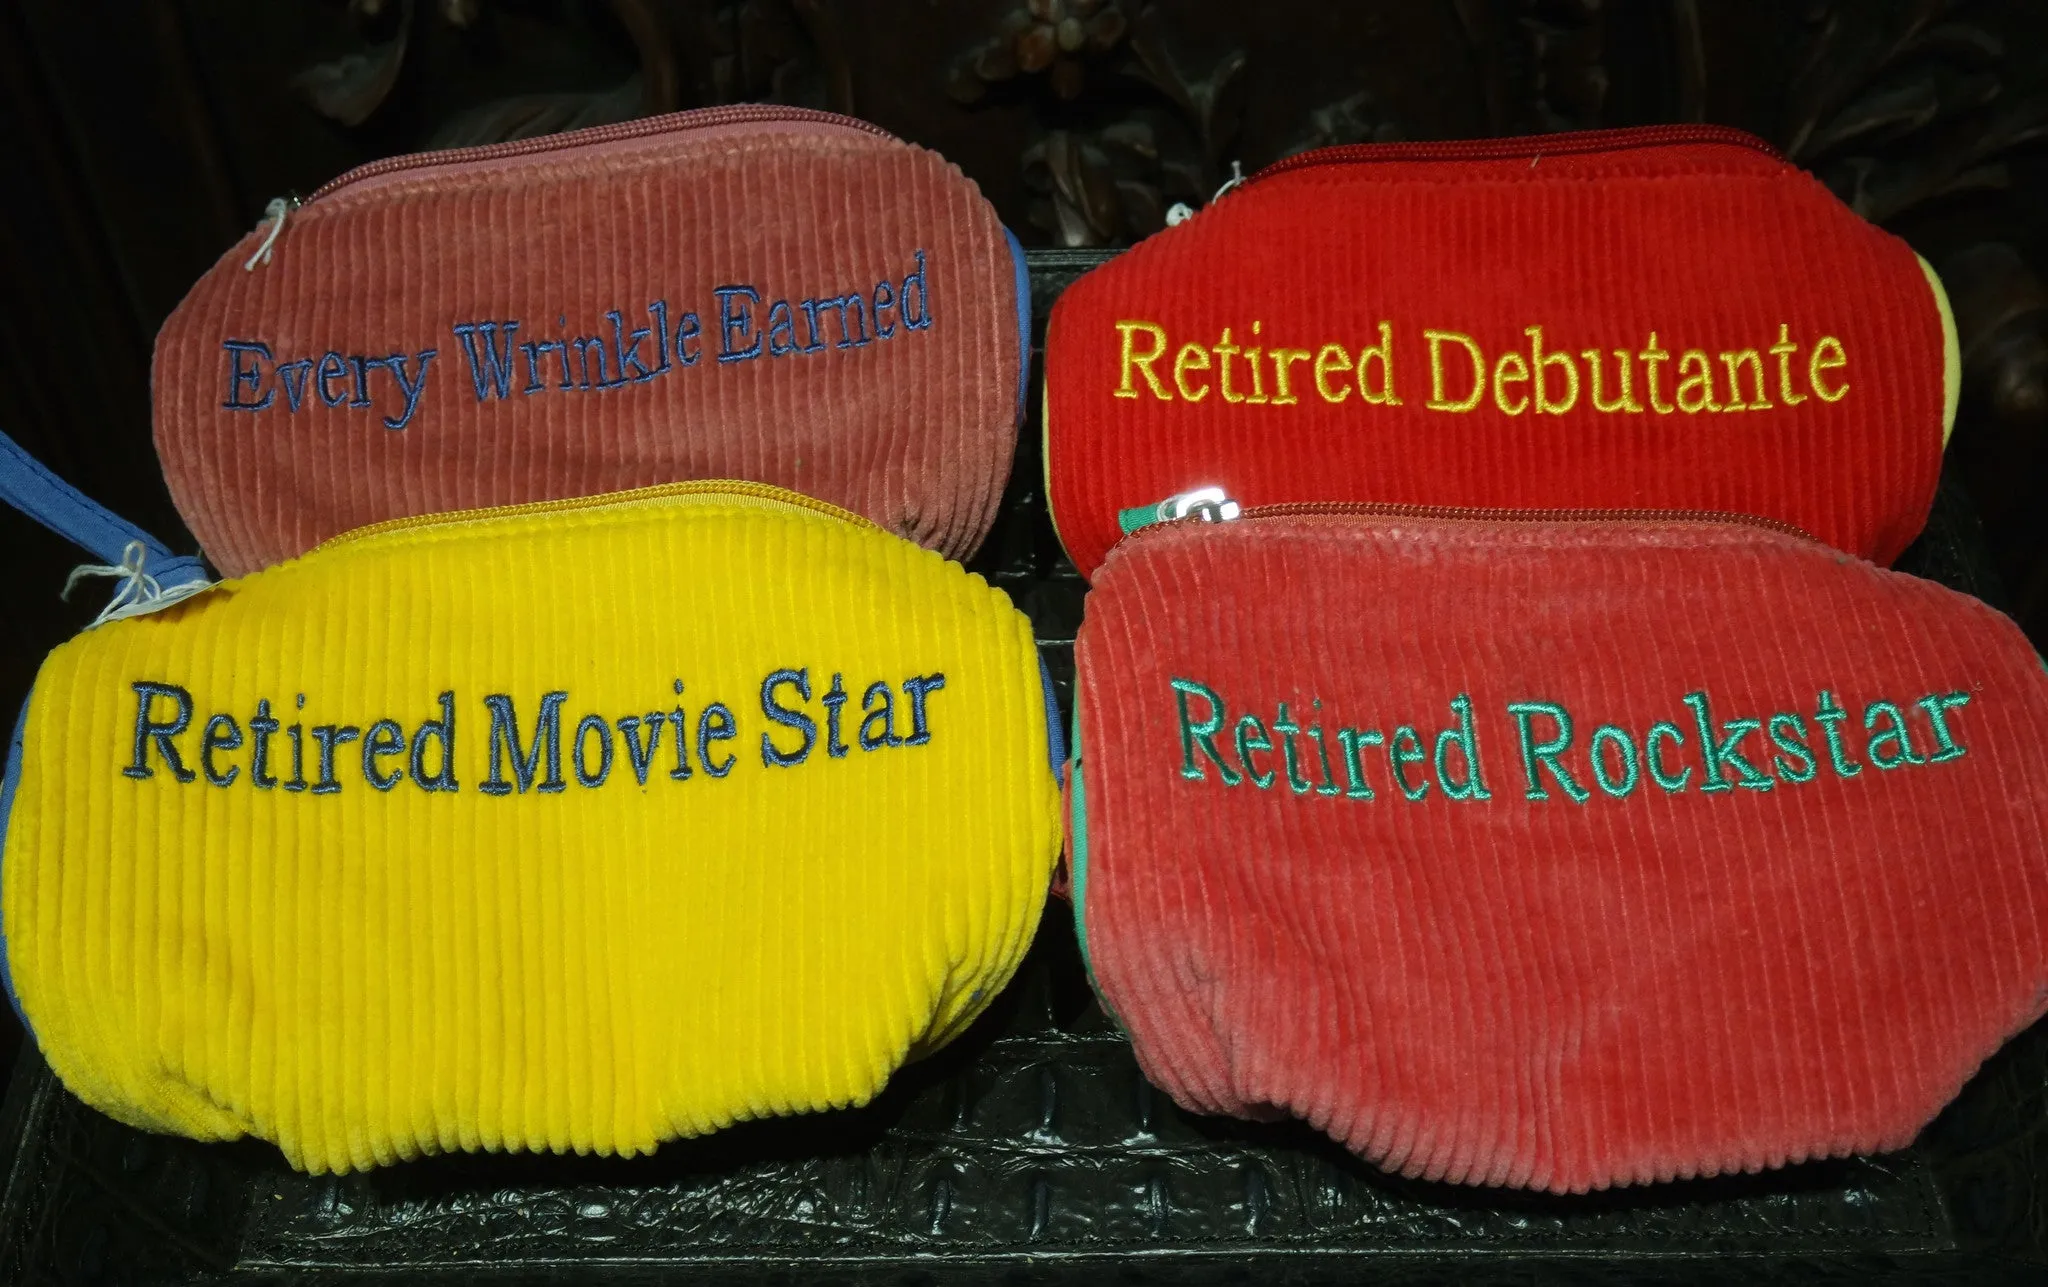 Every Wrinkle Earned
Retired Debutante
Retired Movie Star
Retired Rockstar